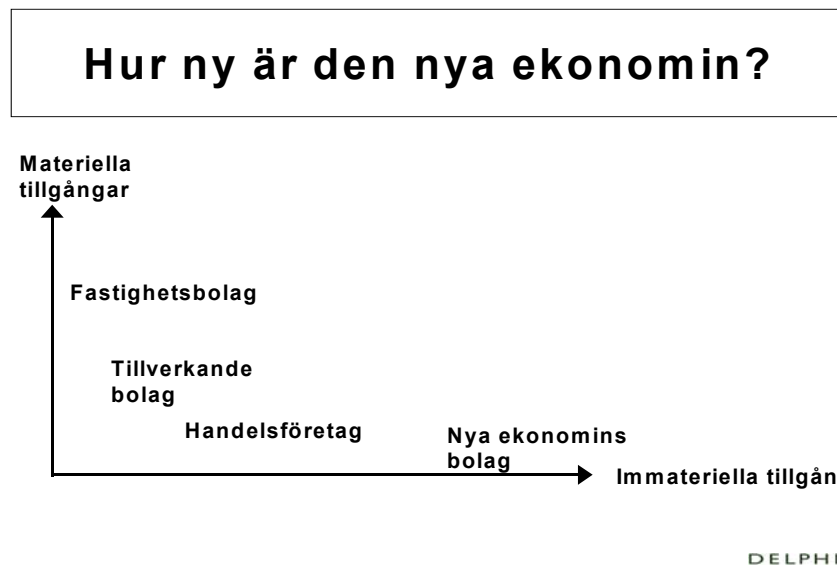 Hur ny är den nya ekonomin?
Materiella
tillgångar
Fastighetsbolag
Tillverkande
bolag
Handelsföretag
Nya ekonomins
bolag
Immateriella tillgån
DELPHI